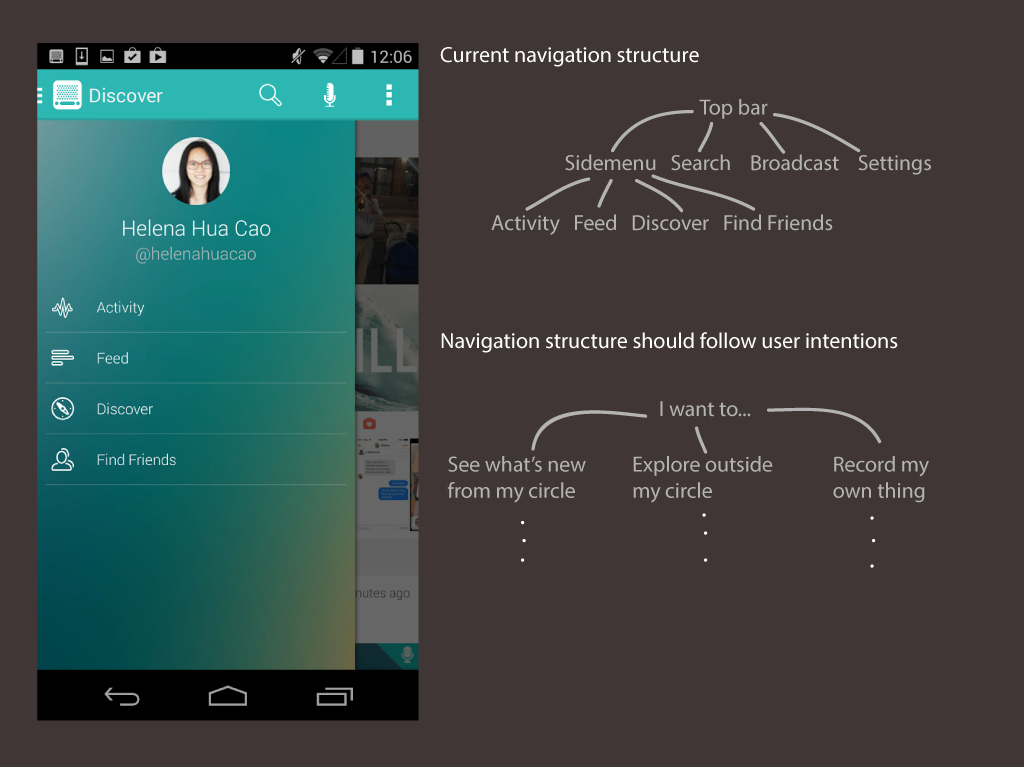 12:06
Discover
Helena Hua Cao
@helenahuacao
Activity
Feed
Discover
Find Friends
ILL
nutes ago
Current navigation structure
Top bar
Sidemenu Search Broadcast Settings
Activity Feed Discover Find Friends
Navigation structure should follow user intentions
I want to...
See what's new
from my circle
Explore outside
my circle
Record my
own thing